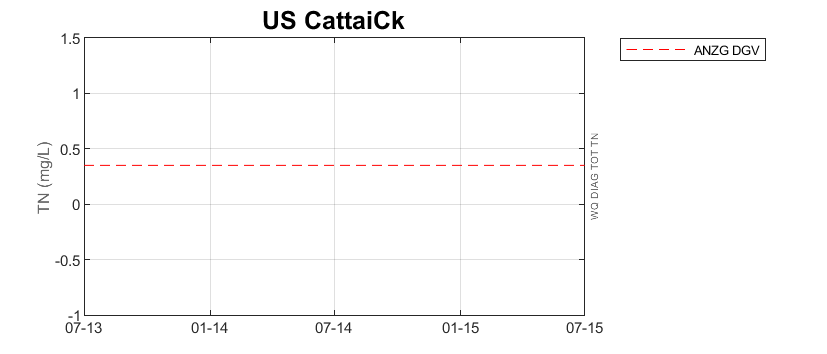 US CattaiCk
1.5
1
0.5
0
-0.5
-1
TN (mg/L)
07-13
01-14
07-14
01-15
07-15
WQ DIAG TOT TN
ANZG DGV